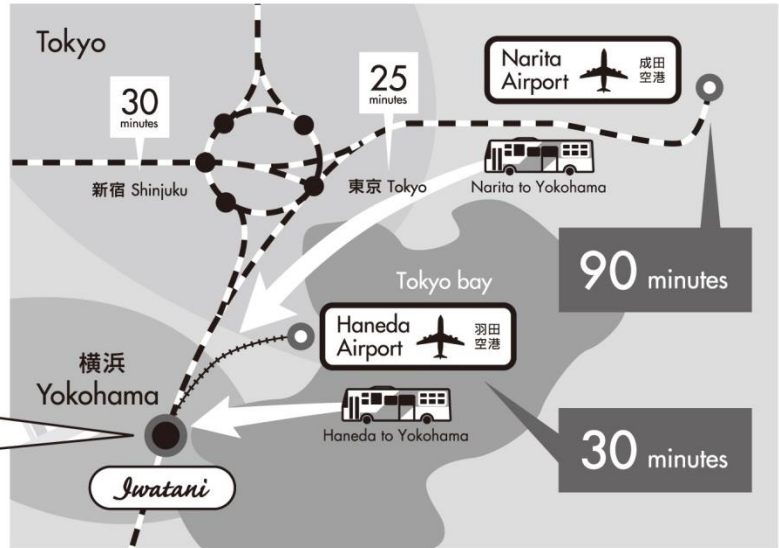 Tokyo
30
minutes
25
minutes
Narita
Airport
成田
空港
新宿 Shinjuku
東京 Tokyo
Narita to Yokohama
90 minutes
Tokyo bay
Haneda
Airport
羽田
空港
横浜
Yokohama
Haneda to Yokohama
30 minutes
Iwatani